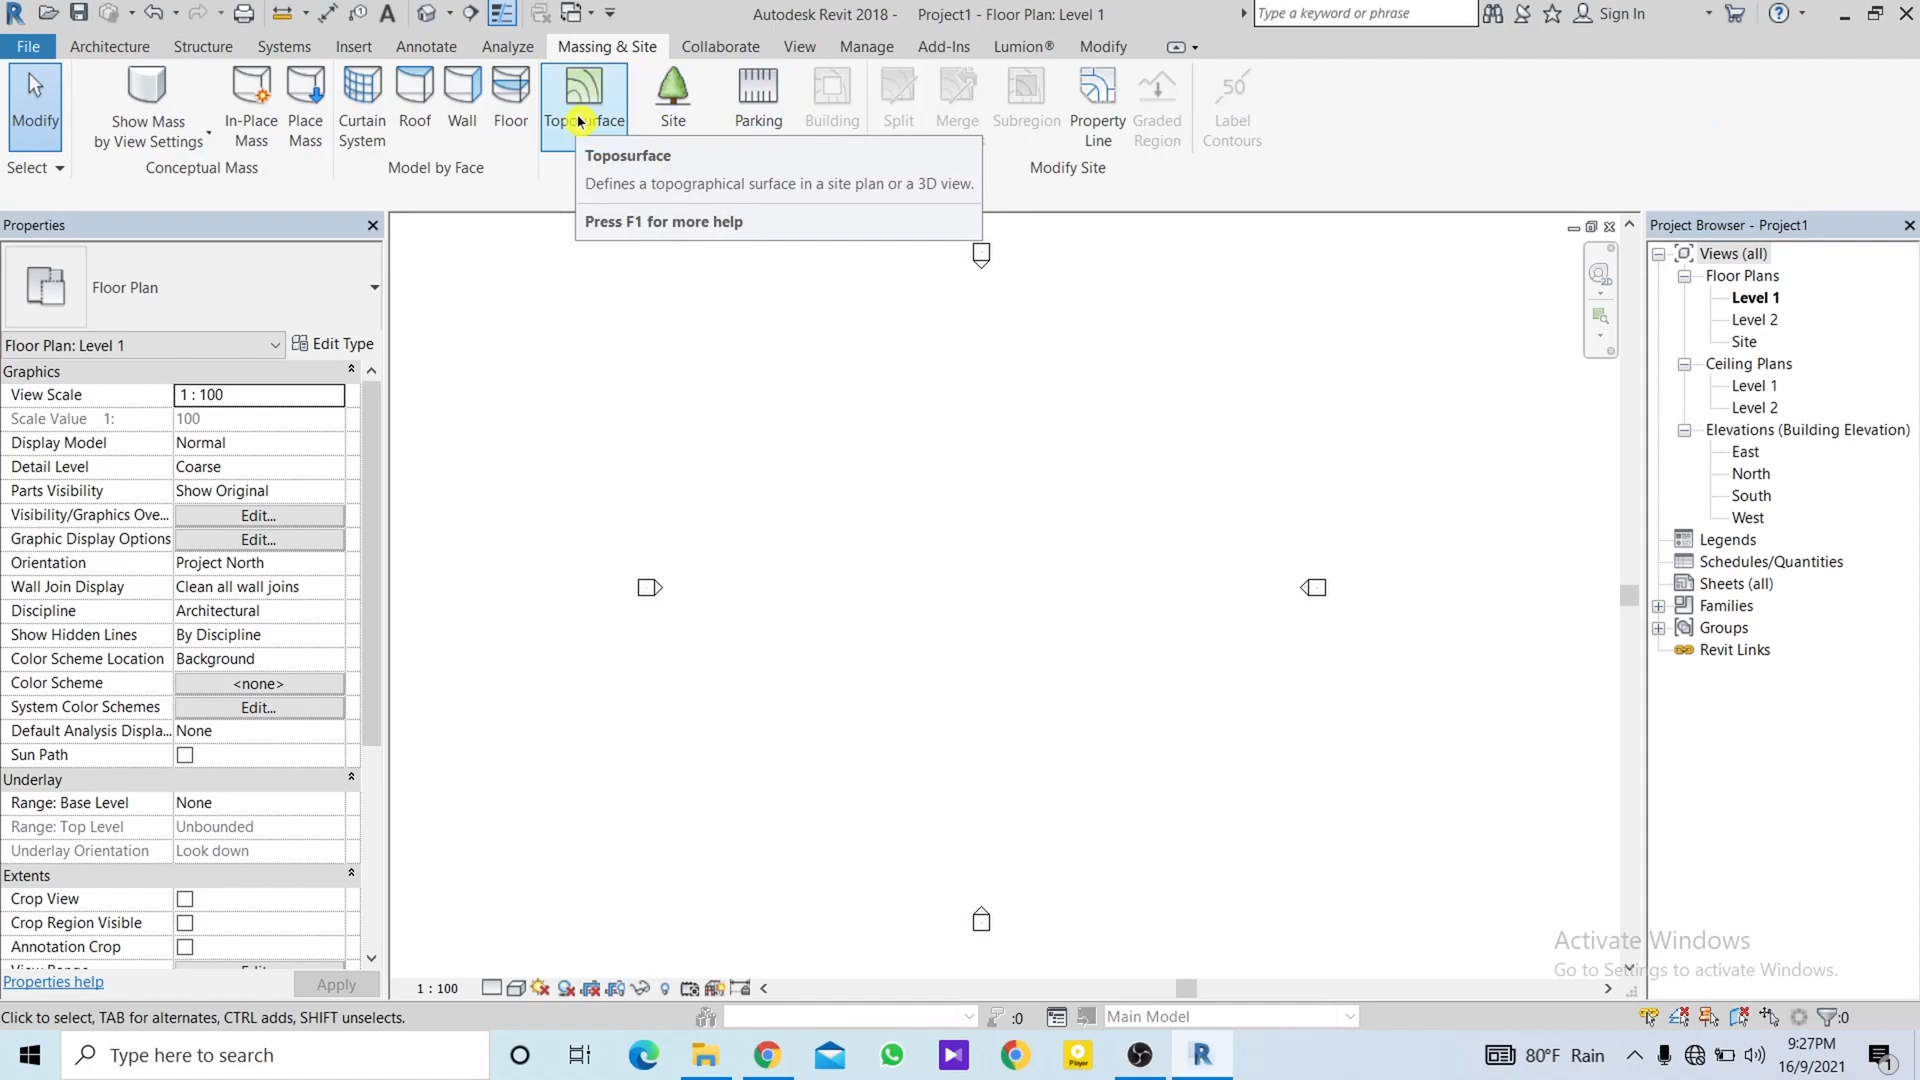 Autodesk Revit 2018 - Project1 - Floor Plan: Level 1
Type a keyword or phrase
Sign In
File Architecture Structure Systems Insert Annotate Analyze Massing & Site Collaborate View Manage Add-Ins Lumion® Modify
Modify
Show Mass
by View Settings
In-Place
Mass
Place
Mass
Curtain
System
Roof
Wall
Floor
Toposurface
Site
Parking
Building
Split
Merge
Subregion
Property
Line
Graded
Region
50
Label
Contours
Select
Conceptual Mass
Model by Face
Modify Site
Toposurface
Defines a topographical surface in a site plan or a 3D view.
Press F1 for more help
Properties
Floor Plan
Floor Plan: Level 1
Edit Type
Graphics
View Scale 1 : 100
Scale Value 1: 100
Display Model Normal
Detail Level Coarse
Parts Visibility Show Original
Visibility/Graphics Ove... Edit...
Graphic Display Options Edit...
Orientation Project North
Wall Join Display Clean all wall joins
Discipline Architectural
Show Hidden Lines By Discipline
Color Scheme Location Background
Color Scheme <none>
System Color Schemes Edit...
Default Analysis Displa... None
Sun Path
Underlay
Range: Base Level None
Range: Top Level Unbounded
Underlay Orientation Look down
Extents
Crop View
Crop Region Visible
Annotation Crop
Properties help
Apply
2D
Project Browser - Project1
Views (all)
Floor Plans
Level 1
Level 2
Site
Ceiling Plans
Level 1
Level 2
Elevations (Building Elevation)
East
North
South
West
Legends
Schedules/Quantities
Sheets (all)
Families
Groups
Revit Links
Activate Windows
Go to Settings to activate Windows.
1 : 100
Click to select, TAB for alternates, CTRL adds, SHIFT unselects.
:0
Main Model
:0
Type here to search
Player
R
80°F Rain
9:27PM
16/9/2021
1